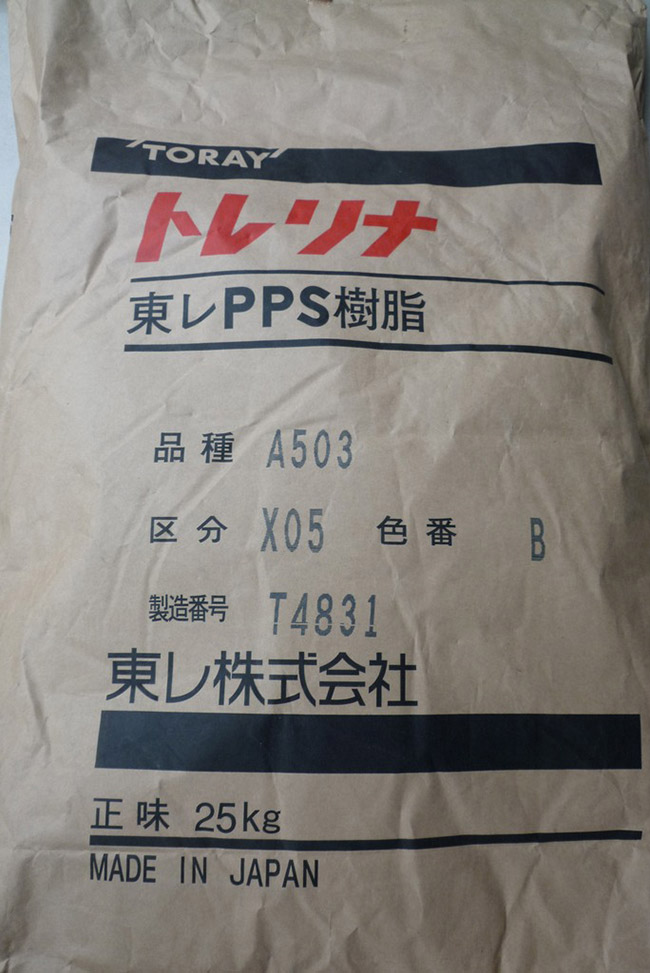 TORAY
トレリナ
東レPPS樹脂
品種 A503
区分 X05 色番 B
製造番号 T4831
東レ株式会社
正味 25kg
MADE IN JAPAN